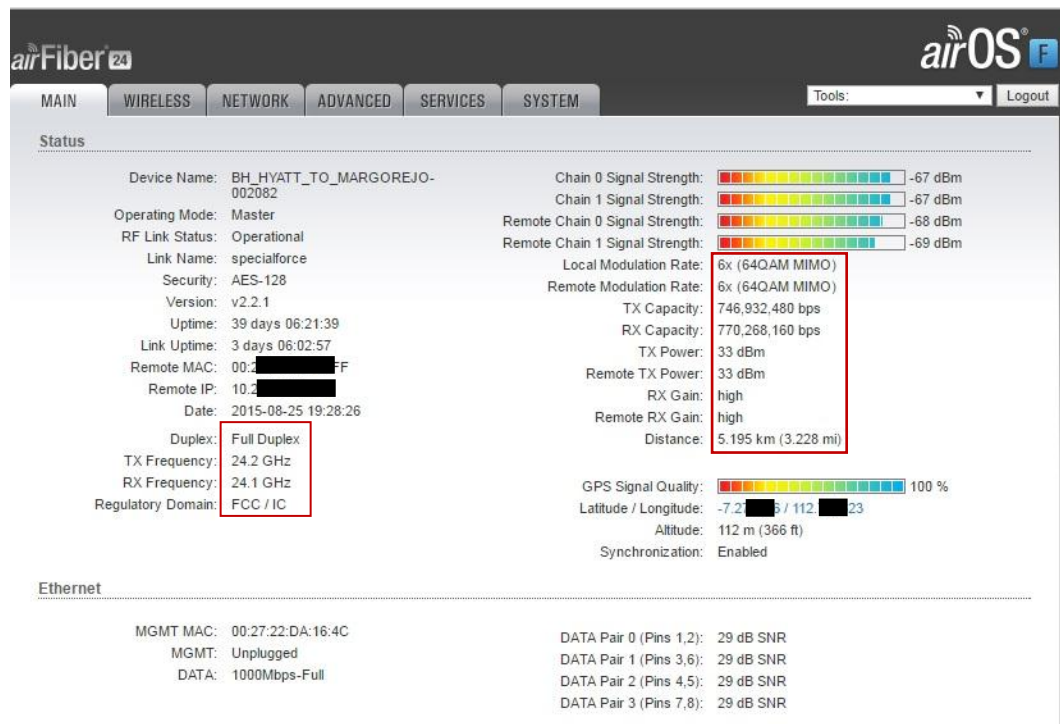 airFiber 24
airOS F
MAIN WIRELESS NETWORK ADVANCED SERVICES SYSTEM Tools: Logout
Status
Device Name: BH_HYATT_TO_MARGOREJO-
002082
Operating Mode: Master
RF Link Status: Operational
Link Name: specialforce
Security: AES-128
Version: v2.2.1
Uptime: 39 days 06:21:39
Link Uptime: 3 days 06:02:57
Remote MAC: 00:2 FF
Remote IP: 10.2
Date: 2015-08-25 19:28:26
Duplex: Full Duplex
TX Frequency: 24.2 GHz
RX Frequency: 24.1 GHz
Regulatory Domain: FCC / IC
Chain 0 Signal Strength: -67 dBm
Chain 1 Signal Strength: -67 dBm
Remote Chain 0 Signal Strength: -68 dBm
Remote Chain 1 Signal Strength: -69 dBm
Local Modulation Rate: 6x (64QAM MIMO)
Remote Modulation Rate: 6x (64QAM MIMO)
TX Capacity: 746,932,480 bps
RX Capacity: 770,268,160 bps
TX Power: 33 dBm
Remote TX Power: 33 dBm
RX Gain: high
Remote RX Gain: high
Distance: 5.195 km (3.228 mi)
GPS Signal Quality: 100 %
Latitude / Longitude: -7.27 6 / 112. 23
Altitude: 112 m (366 ft)
Synchronization: Enabled
Ethernet
MGMT MAC: 00:27:22:DA:16:4C
MGMT: Unplugged
DATA: 1000Mbps-Full
DATA Pair 0 (Pins 1,2): 29 dB SNR
DATA Pair 1 (Pins 3,6): 29 dB SNR
DATA Pair 2 (Pins 4,5): 29 dB SNR
DATA Pair 3 (Pins 7,8): 29 dB SNR